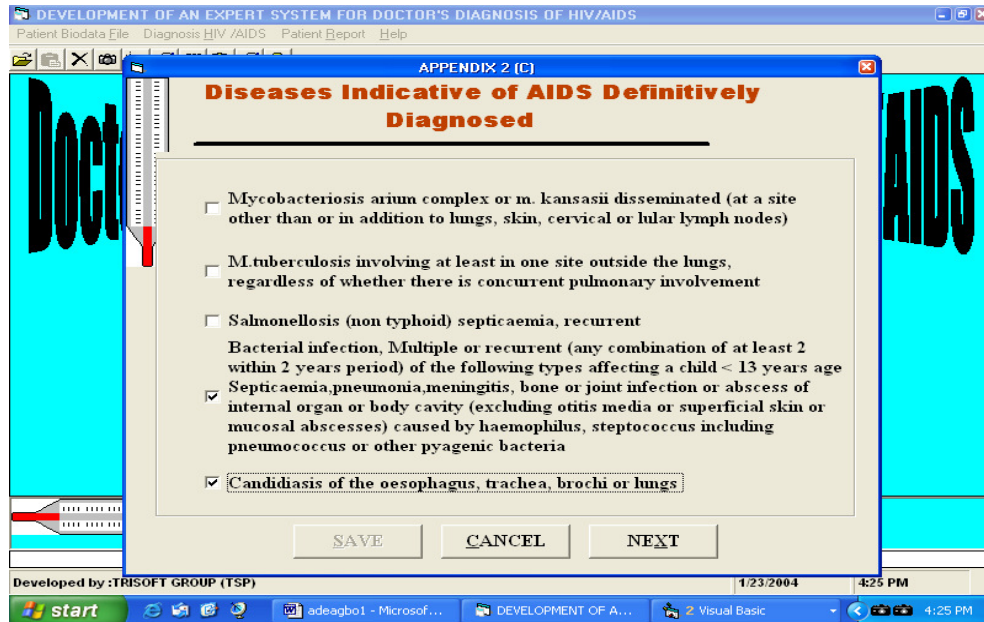 DEVELOPMENT OF AN EXPERT SYSTEM FOR DOCTOR'S DIAGNOSIS OF HIV/AIDS
Patient Biodata File Diagnosis HIV /AIDS Patient Report Help
APPENDIX 2 (C)
Diseases Indicative of AIDS Definitively
Diagnosed
Doct
AIDS
Mycobacteriosis arium complex or m. kansasii disseminated (at a site
other than or in addition to lungs, skin, cervical or lular lymph nodes)
M.tuberculosis involving at least in one site outside the lungs,
regardless of whether there is concurrent pulmonary involvement
Salmonellosis (non typhoid) septicaemia, recurrent
Bacterial infection, Multiple or recurrent (any combination of at least 2
within 2 years period) of the following types affecting a child < 13 years age
Septicaemia,pneumonia,meningitis, bone or joint infection or abscess of
internal organ or body cavity (excluding otitis media or superficial skin or
mucosal abscesses) caused by haemophilus, steptococcus including
pneumococcus or other pyagenic bacteria
Candidiasis of the oesophagus, trachea, brochi or lungs
SAVE CANCEL NEXT
Developed by :TRISOFT GROUP (TSP) 1/23/2004 4:25 PM
start adeagbo1 - Microsof... DEVELOPMENT OF A... 2 Visual Basic 4:25 PM